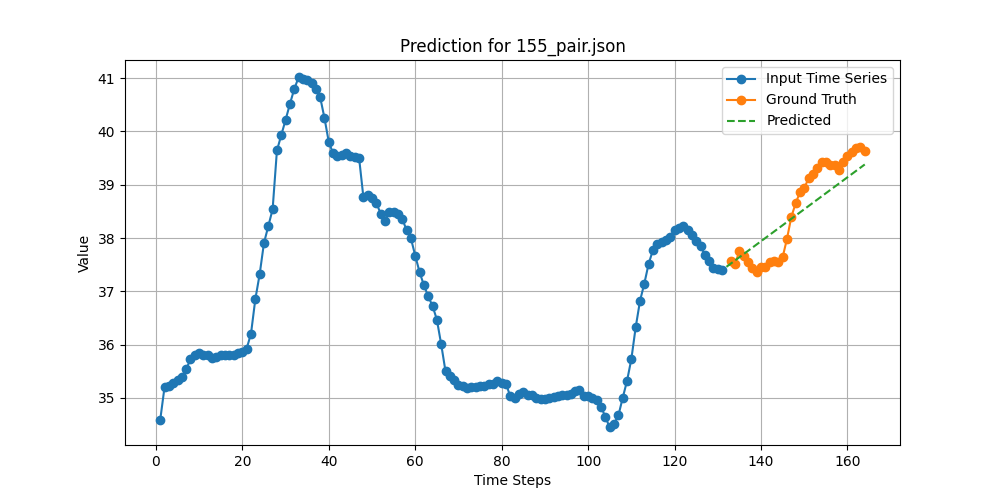 Prediction for 155_pair.json
Input Time Series
Ground Truth
Predicted
Value
41
40
39
38
37
36
35
0 20 40 60 80 100 120 140 160
Time Steps